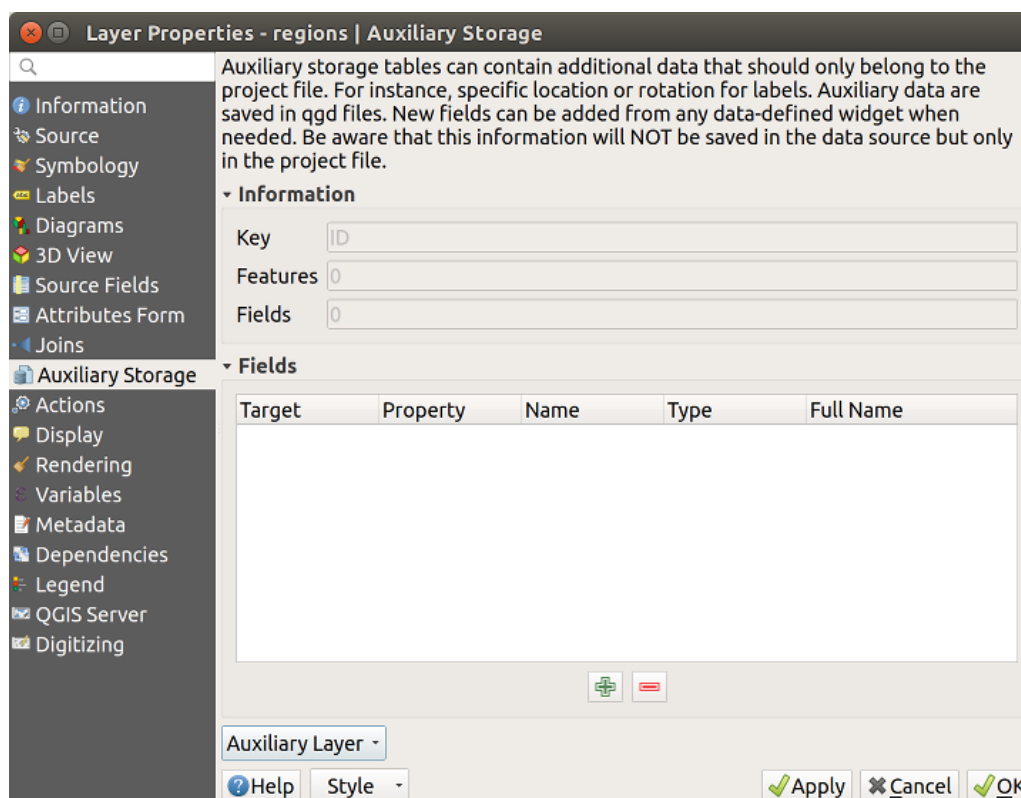 Layer Properties - regions | Auxiliary Storage
Information
Source
Symbology
Labels
Diagrams
3D View
Source Fields
Attributes Form
Joins
Auxiliary Storage
Actions
Display
Rendering
Variables
Metadata
Dependencies
Legend
QGIS Server
Digitizing
Auxiliary storage tables can contain additional data that should only belong to the
project file. For instance, specific location or rotation for labels. Auxiliary data are
saved in qgd files. New fields can be added from any data-defined widget when
needed. Be aware that this information will NOT be saved in the data source but only
in the project file.
Information
Key ID
Features 0
Fields 0
Fields
Target Property Name Type Full Name
Auxiliary Layer
Help Style Apply Cancel OK